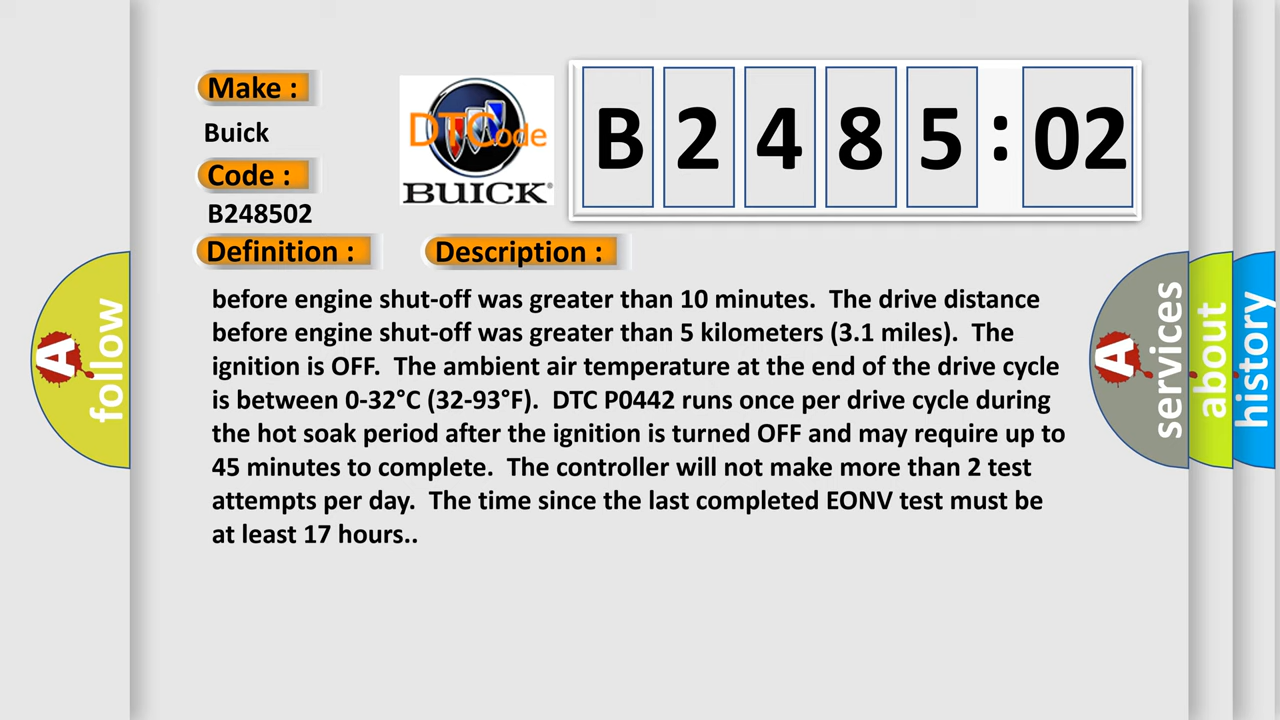 Make :
Buick
Code :
B248502
Definition :
Description :
DTCode
BUICK®
B2485:02
before engine shut-off was greater than 10 minutes.  The drive distance
before engine shut-off was greater than 5 kilometers (3.1 miles).  The
ignition is OFF.  The ambient air temperature at the end of the drive cycle
is between 0-32°C (32-93°F).  DTC P0442 runs once per drive cycle during
the hot soak period after the ignition is turned OFF and may require up to
45 minutes to complete.  The controller will not make more than 2 test
attempts per day.  The time since the last completed EONV test must be
at least 17 hours..
A follow
A services
about
history